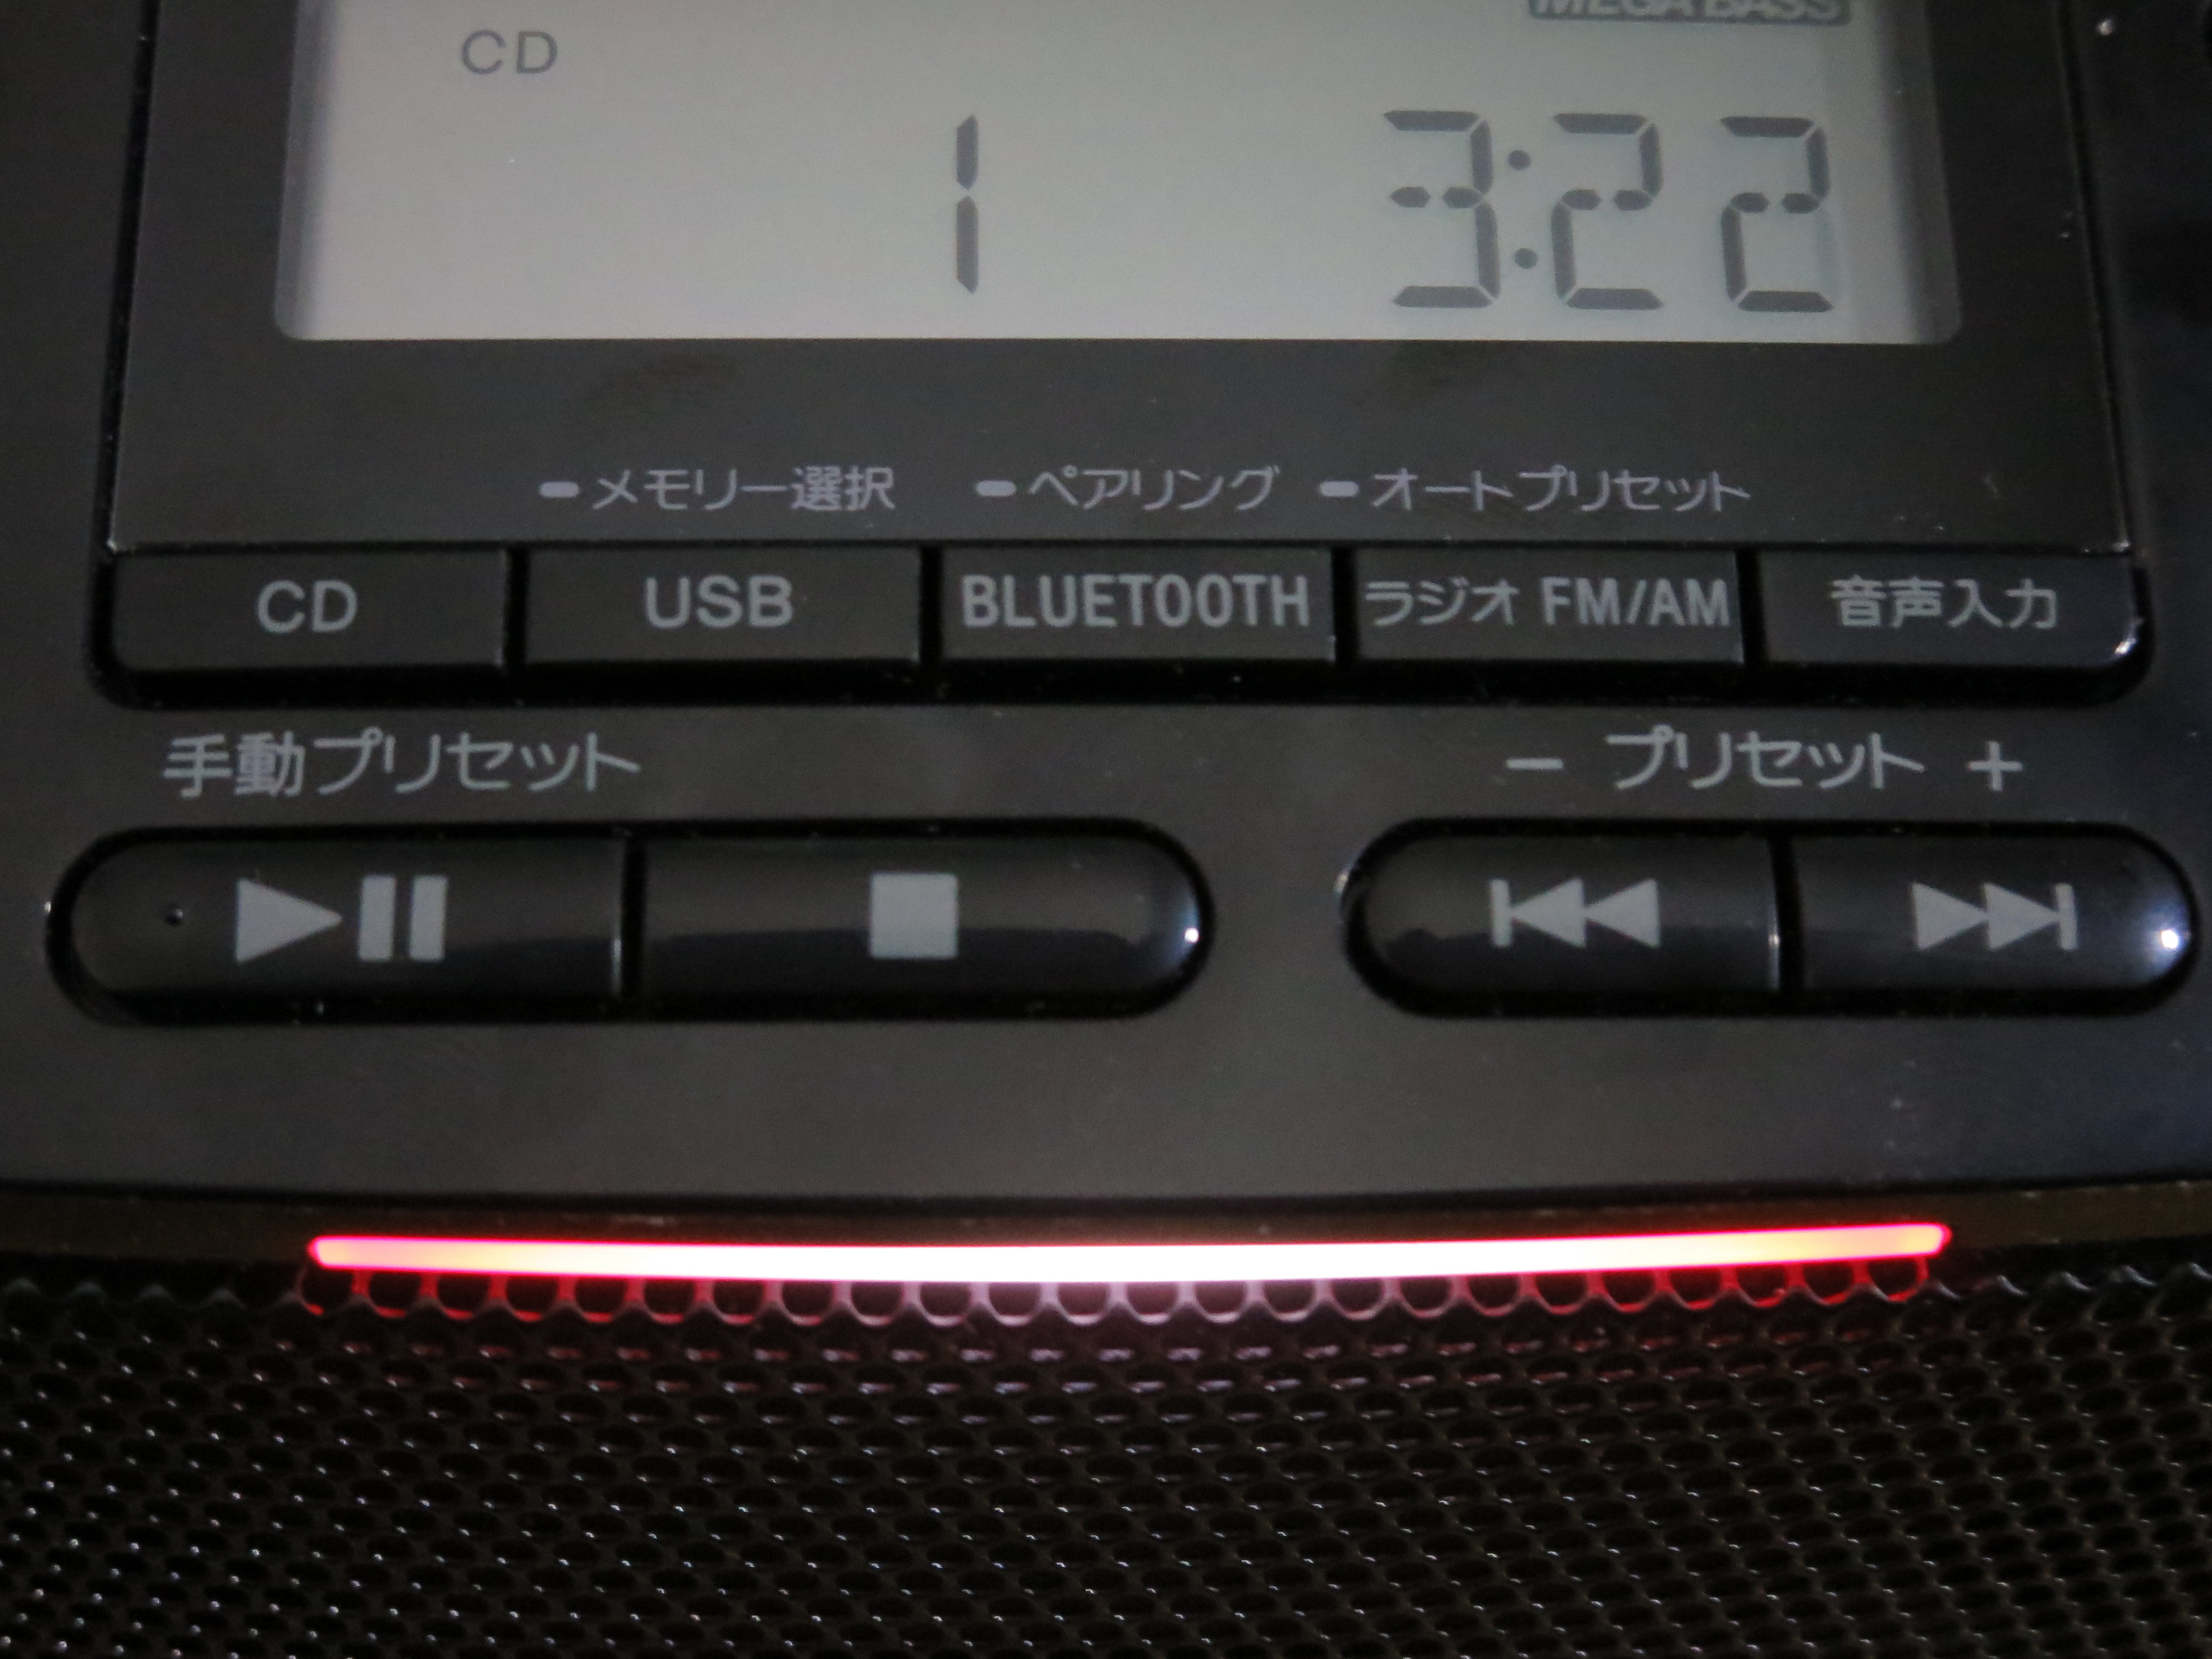 MEGA BASS
CD
1 3:22
メモリー選択 ペアリング オートプリセット
CD USB BLUETOOTH ラジオ FM/AM 音声入力
手動プリセット - プリセット +